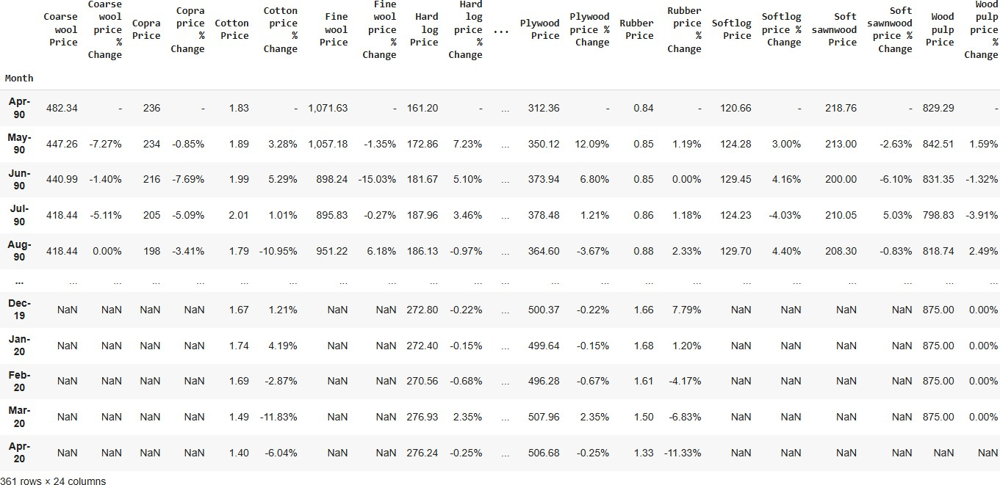 Month Coarse wool Price Coarse wool price % Change Copra Price Copra price % Change Cotton Price Cotton price % Change Fine wool Price Fine wool price % Change Hard log Price Hard log price % Change ... Plywood Price Plywood price % Change Rubber Price Rubber price % Change Softlog Price Softlog price % Change Soft sawnwood Price Soft sawnwood price % Change Wood pulp Price Wood pulp price % Change
Apr-90 482.34 - 236 - 1.83 - 1,071.63 - 161.20 - ... 312.36 - 0.84 - 120.66 - 218.76 - 829.29 -
May-90 447.26 -7.27% 234 -0.85% 1.89 3.28% 1,057.18 -1.35% 172.86 7.23% ... 350.12 12.09% 0.85 1.19% 124.28 3.00% 213.00 -2.63% 842.51 1.59%
Jun-90 440.99 -1.40% 216 -7.69% 1.99 5.29% 898.24 -15.03% 181.67 5.10% ... 373.94 6.80% 0.85 0.00% 129.45 4.16% 200.00 -6.10% 831.35 -1.32%
Jul-90 418.44 -5.11% 205 -5.09% 2.01 1.01% 895.83 -0.27% 187.96 3.46% ... 378.48 1.21% 0.86 1.18% 124.23 -4.03% 210.05 5.03% 798.83 -3.91%
Aug-90 418.44 0.00% 198 -3.41% 1.79 -10.95% 951.22 6.18% 186.13 -0.97% ... 364.60 -3.67% 0.88 2.33% 129.70 4.40% 208.30 -0.83% 818.74 2.49%
... ... ... ... ... ... ... ... ... ... ... ... ... ... ... ... ... ... ... ... ... ...
Dec-19 NaN NaN NaN NaN 1.67 1.21% NaN NaN 272.80 -0.22% ... 500.37 -0.22% 1.66 7.79% NaN NaN NaN NaN 875.00 0.00%
Jan-20 NaN NaN NaN NaN 1.74 4.19% NaN NaN 272.40 -0.15% ... 499.64 -0.15% 1.68 1.20% NaN NaN NaN NaN 875.00 0.00%
Feb-20 NaN NaN NaN NaN 1.69 -2.87% NaN NaN 270.56 -0.68% ... 496.28 -0.67% 1.61 -4.17% NaN NaN NaN NaN 875.00 0.00%
Mar-20 NaN NaN NaN NaN 1.49 -11.83% NaN NaN 276.93 2.35% ... 507.96 2.35% 1.50 -6.83% NaN NaN NaN NaN 875.00 0.00%
Apr-20 NaN NaN NaN NaN 1.40 -6.04% NaN NaN 276.24 -0.25% ... 506.68 -0.25% 1.33 -11.33% NaN NaN NaN NaN NaN NaN
361 rows × 24 columns